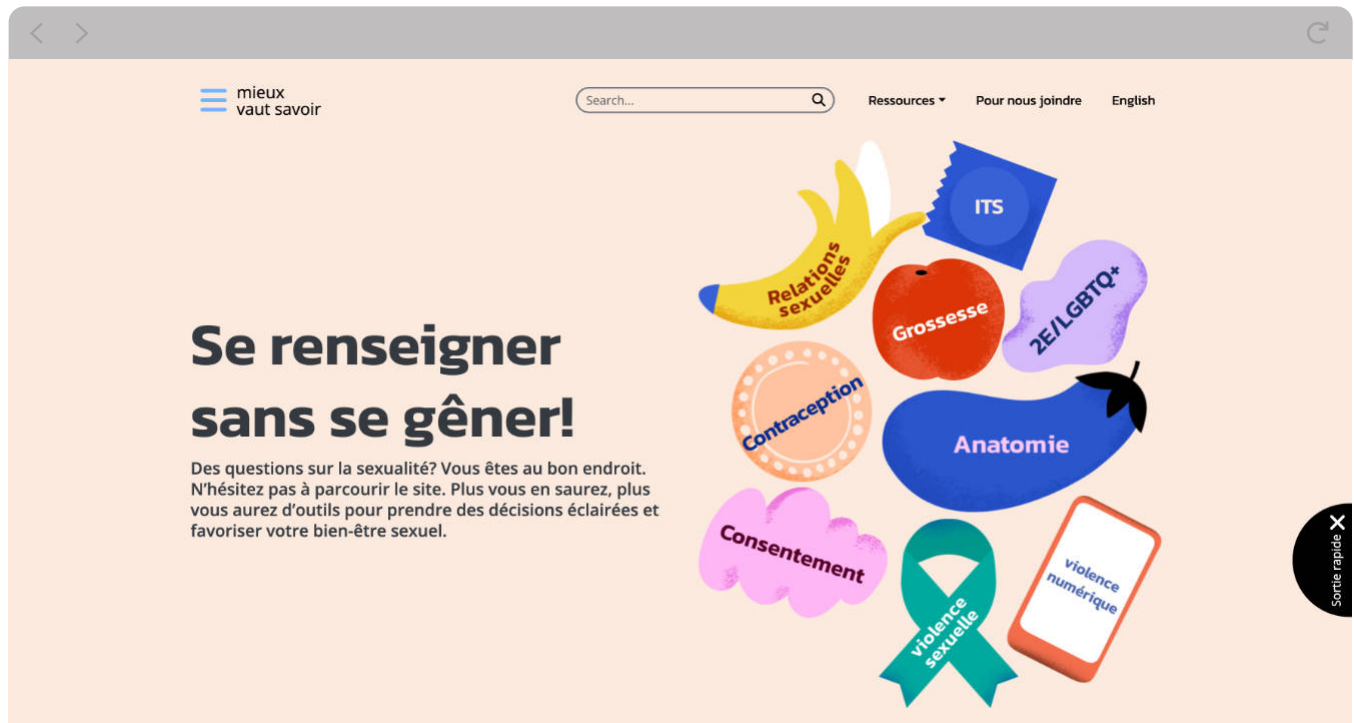 mieux
vaut savoir
Search...
Ressources
Pour nous joindre
English
ITS
Relations
sexuelles
Grossesse
2E/LGBTQ+
Se renseigner
sans se gêner!
Contraception
Anatomie
Des questions sur la sexualité? Vous êtes au bon endroit.
N'hésitez pas à parcourir le site. Plus vous en saurez, plus
vous aurez d'outils pour prendre des décisions éclairées et
favoriser votre bien-être sexuel.
Consentement
violence
sexuelle
violence
numérique
Sortie rapide